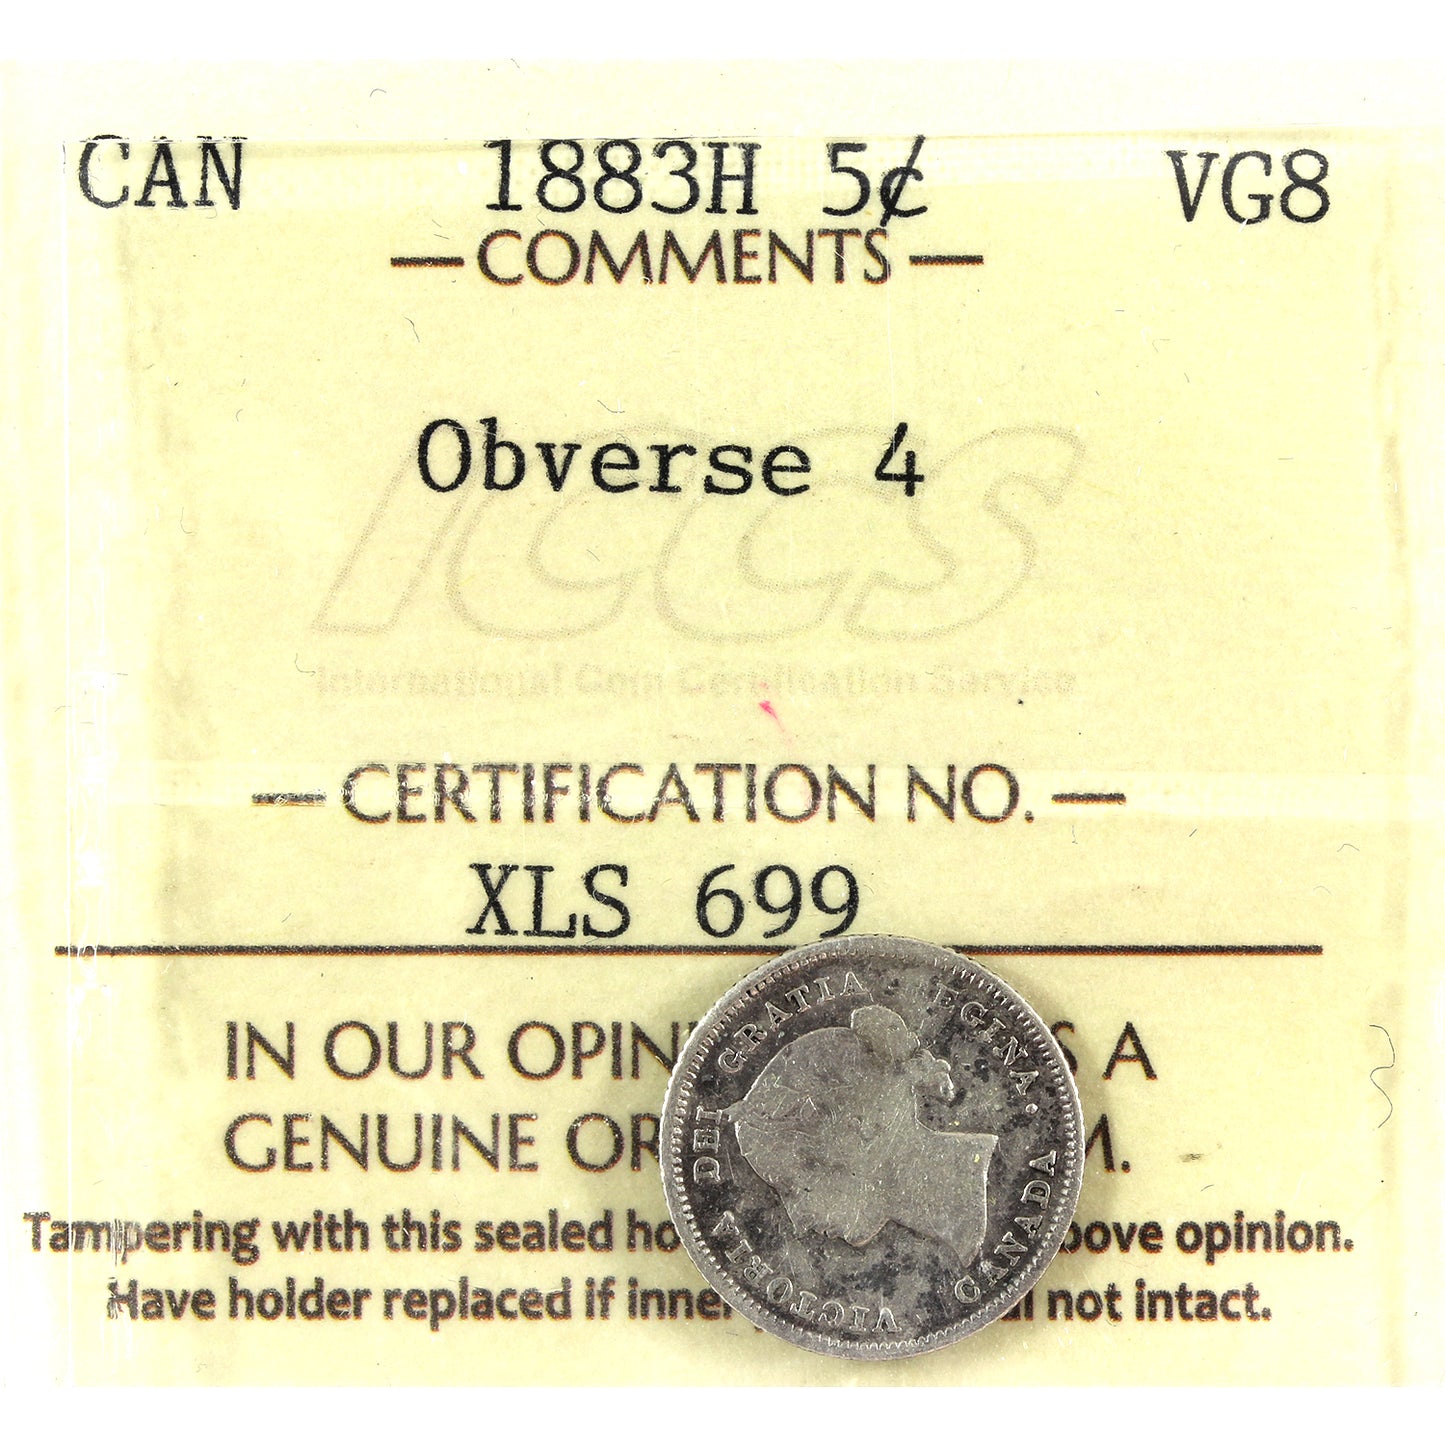 CAN 1883H 5¢ VG8
COMMENTS
Obverse 4
ICCS
International Coin Certification Service
CERTIFICATION NO.
XLS 699
IN OUR OPIN A
GENUINE OR M.
Tampering with this sealed ho ove opinion.
Have holder replaced if inner not intact.
VICTORIA DEI GRATIA REGINA. CANADA